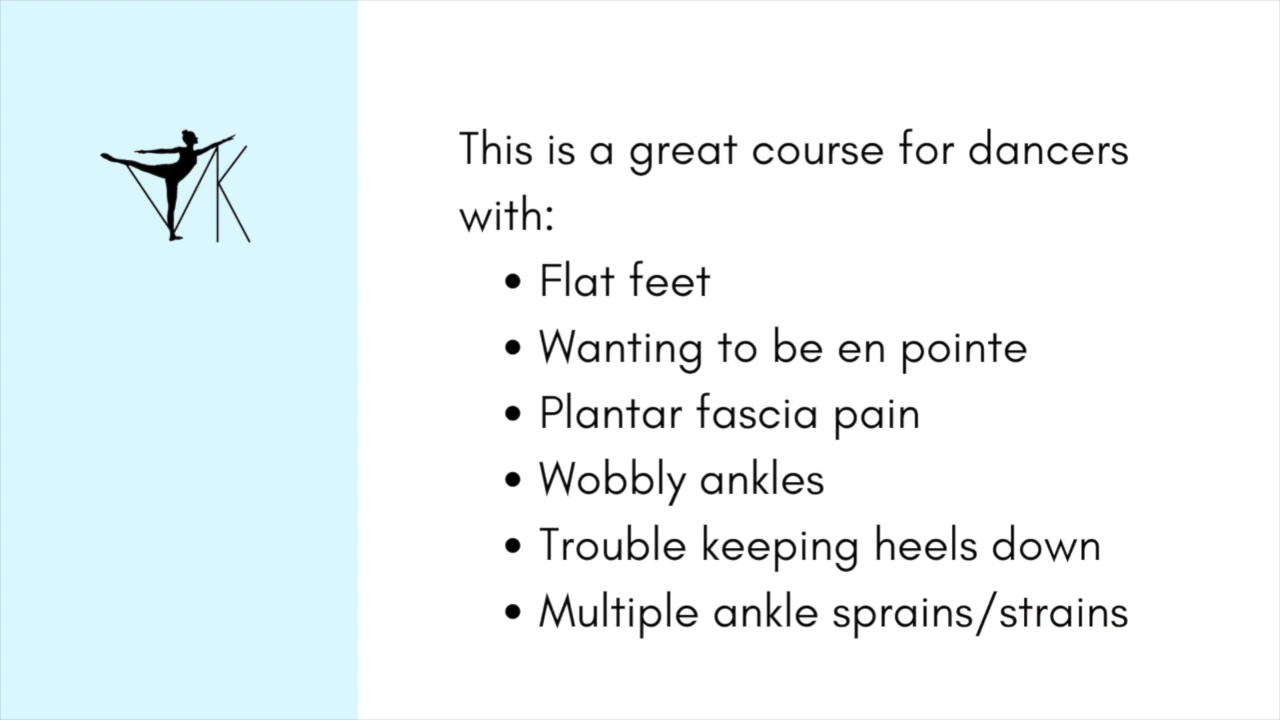 VK
This is a great course for dancers
with:
• Flat feet
• Wanting to be en pointe
• Plantar fascia pain
• Wobbly ankles
• Trouble keeping heels down
• Multiple ankle sprains/strains